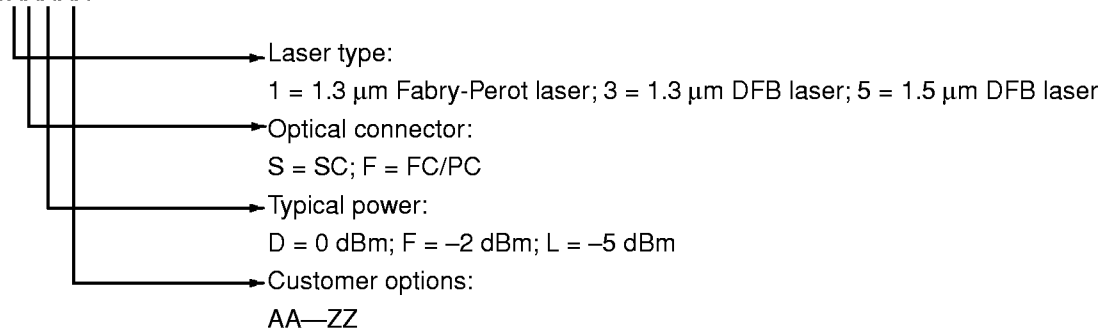 Laser type:
1 = 1.3 μm Fabry-Perot laser; 3 = 1.3 μm DFB laser; 5 = 1.5 μm DFB laser
Optical connector:
S = SC; F = FC/PC
Typical power:
D = 0 dBm; F = –2 dBm; L = –5 dBm
Customer options:
AA—ZZ